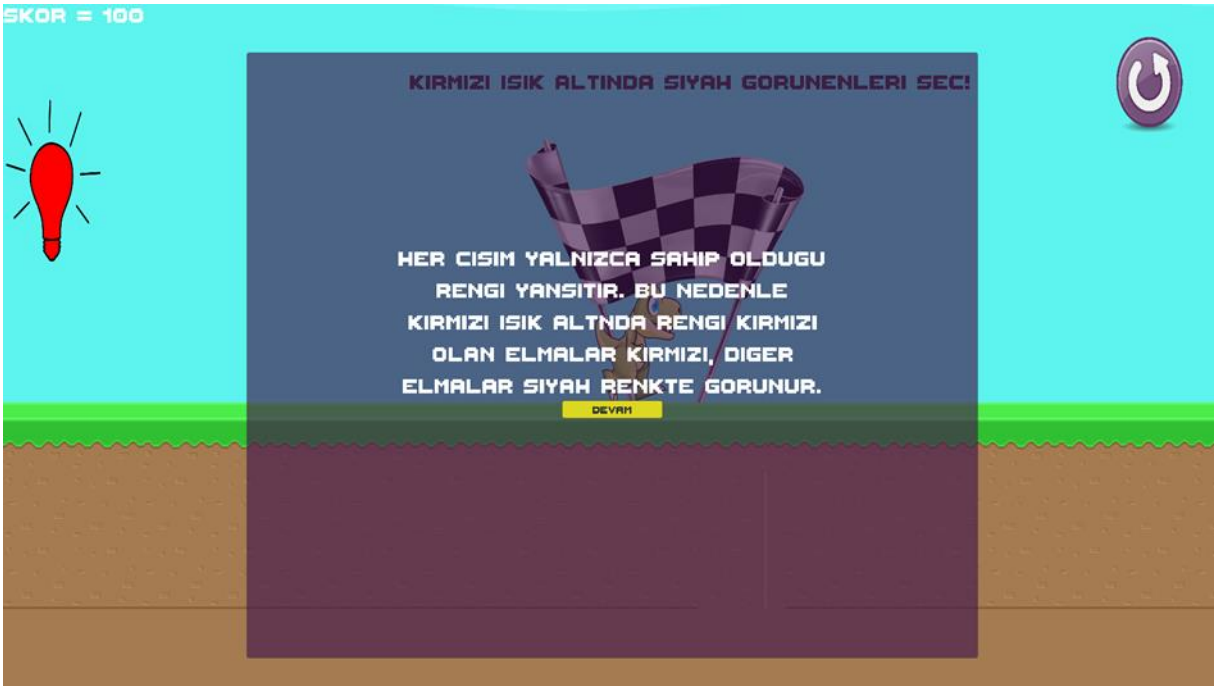 SKOR = 100
KIRMIZI ISIK ALTINDA SIYAH GORUNENLERI SEC!
HER CISIM YALNIZCA SAHIP OLDUGU
RENGI YANSITIR. BU NEDENLE
KIRMIZI ISIK ALTNDA RENGI KIRMIZI
OLAN ELMALAR KIRMIZI, DIGER
ELMALAR SIYAH RENKTE GORUNUR.
DEVAM